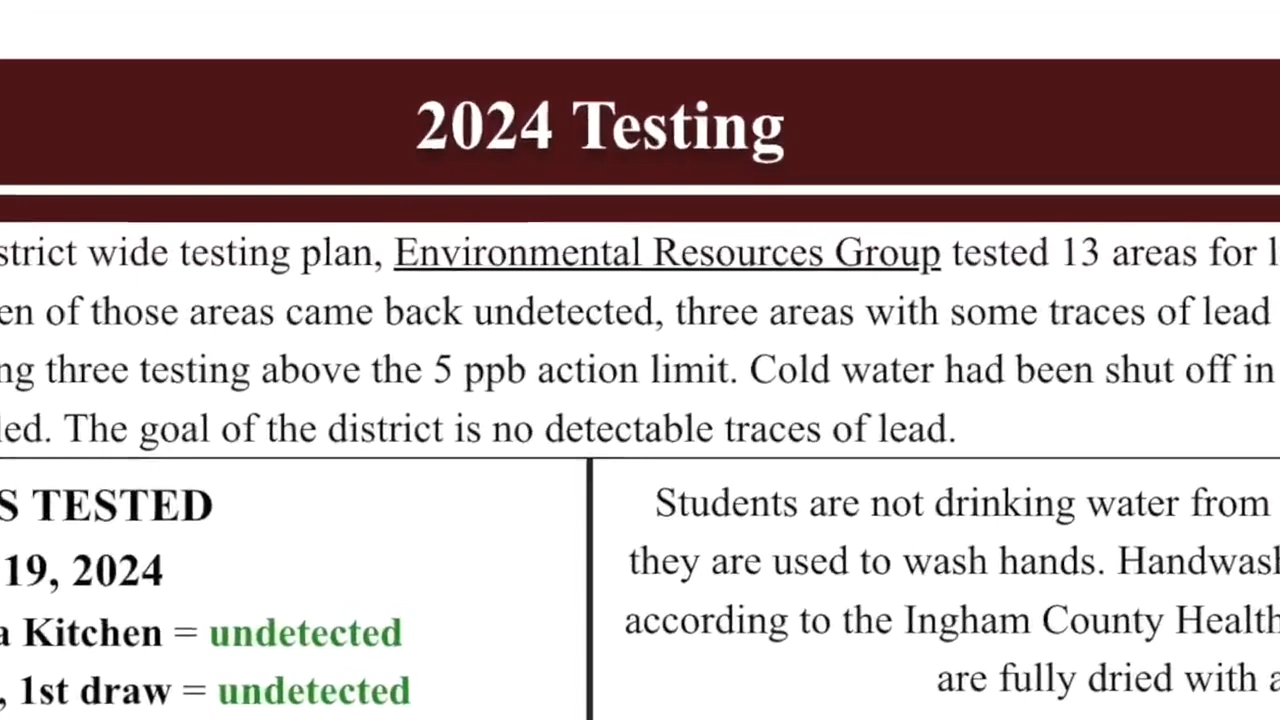 2024 Testing
strict wide testing plan, Environmental Resources Group tested 13 areas for l
en of those areas came back undetected, three areas with some traces of lead
ng three testing above the 5 ppb action limit. Cold water had been shut off in
led. The goal of the district is no detectable traces of lead.
S TESTED
19, 2024
a Kitchen = undetected
, 1st draw = undetected
Students are not drinking water from
they are used to wash hands. Handwash
according to the Ingham County Health
are fully dried with a